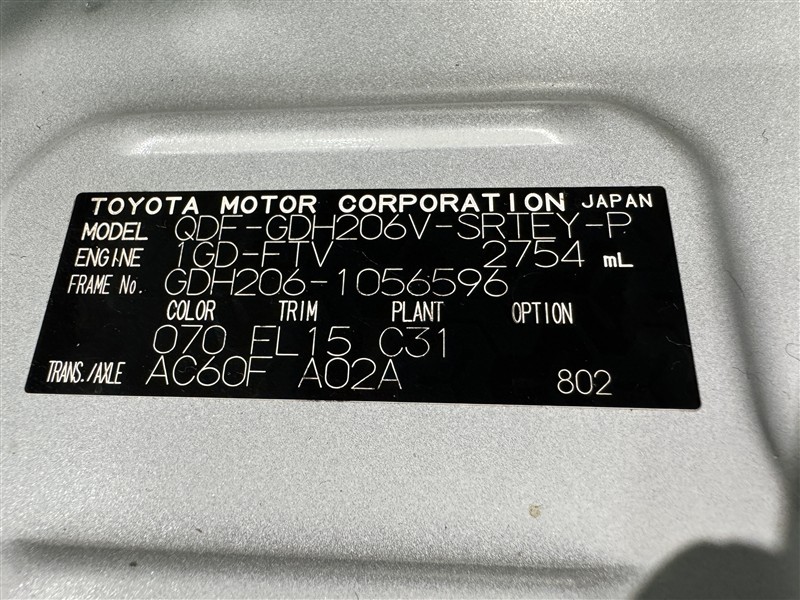 TOYOTA MOTOR CORPORATION JAPAN
MODEL QDF-GDH206V-SRTEY-P
ENGINE 1GD-FTV 2754 mL
FRAME No. GDH206-1056596
COLOR TRIM PLANT OPTION
070 FL15 C31
TRANS./AXLE AC60F A02A 802